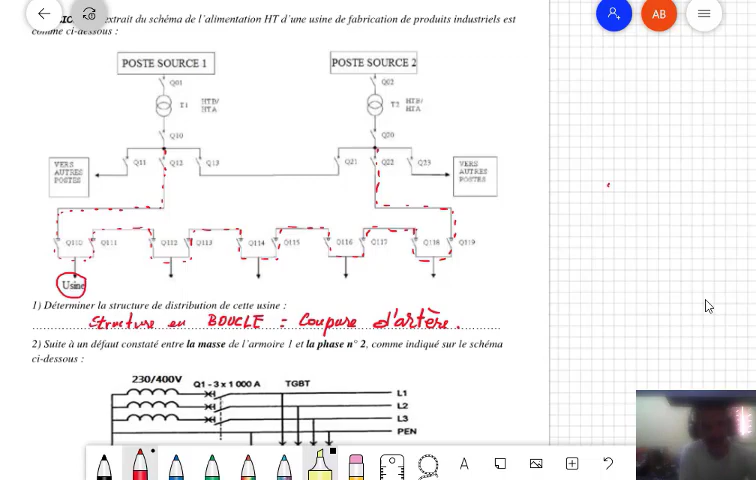 extrait du schéma de l'alimentation HT d'une usine de fabrication de produits industriels est
comme ci-dessous :
AB
POSTE SOURCE 1
POSTE SOURCE 2
Q01
Q02
T1
HTB/
HTA
T2
HTB/
HTA
Q10
Q20
VERS
AUTRES
POSTES
Q11
Q12
Q13
Q21
Q22
Q23
VERS
AUTRES
POSTES
Q110
Q111
Q112
Q113
Q114
Q115
Q116
Q117
Q118
Q119
Usine
1) Déterminer la structure de distribution de cette usine :
Structure en BOUCLE = Coupure d'artère.
2) Suite à un défaut constaté entre la masse de l'armoire 1 et la phase n° 2, comme indiqué sur le schéma
ci-dessous :
230/400V
Q1 - 3 x 1 000 A
TGBT
L1
L2
L3
PEN
A